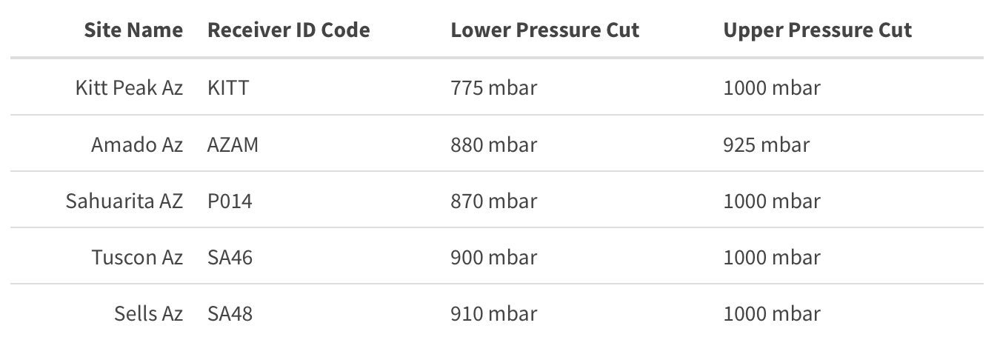 Site Name Receiver ID Code Lower Pressure Cut Upper Pressure Cut
Kitt Peak Az KITT 775 mbar 1000 mbar
Amado Az AZAM 880 mbar 925 mbar
Sahuarita AZ P014 870 mbar 1000 mbar
Tuscon Az SA46 900 mbar 1000 mbar
Sells Az SA48 910 mbar 1000 mbar